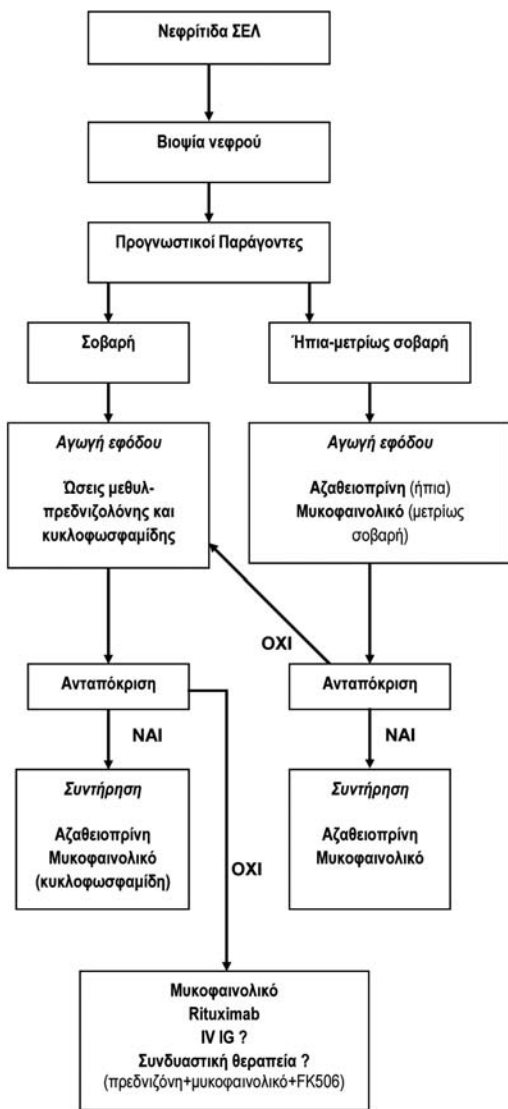 Νεφρίτιδα ΣΕΛ
Βιοψία νεφρού
Προγνωστικοί Παράγοντες
Σοβαρή
Ήπια-μετρίως σοβαρή
Αγωγή εφόδου
Ώσεις μεθυλ-
πρεδνιζολόνης και
κυκλοφωσφαμίδης
Αγωγή εφόδου
Αζαθειοπρίνη (ήπια)
Μυκοφαινολικό (μετρίως
σοβαρή)
ΟΧΙ
Ανταπόκριση
Ανταπόκριση
ΝΑΙ
ΝΑΙ
Συντήρηση
Αζαθειοπρίνη
Μυκοφαινολικό
(κυκλοφωσφαμίδη)
ΟΧΙ
Συντήρηση
Αζαθειοπρίνη
Μυκοφαινολικό
Μυκοφαινολικό
Rituximab
IV IG ?
Συνδυαστική θεραπεία ?
(πρεδνιζόνη+μυκοφαινολικό+FK506)